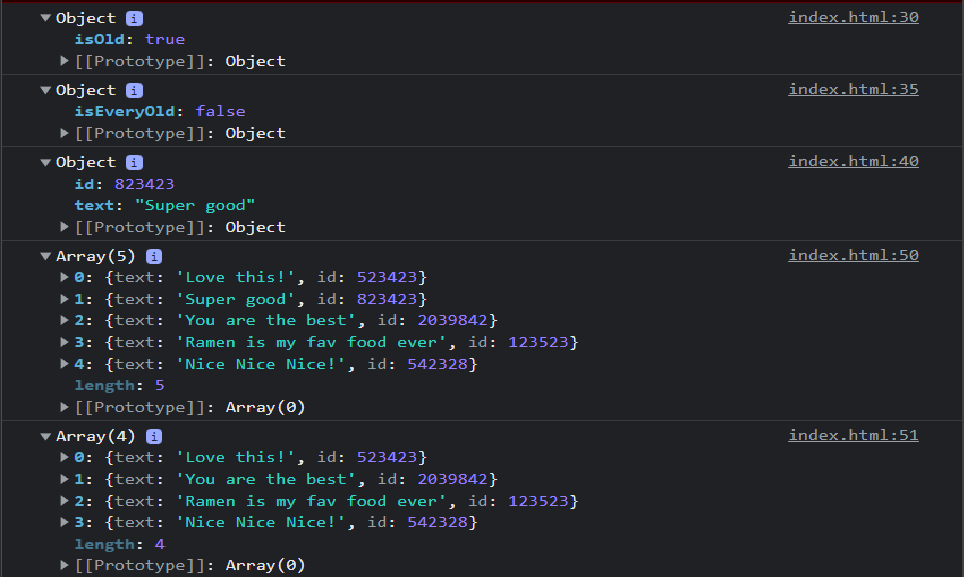 ▼Object i index.html:30
isOld: true
▶[[Prototype]]: Object
▼Object i index.html:35
isEveryOld: false
▶[[Prototype]]: Object
▼Object i index.html:40
id: 823423
text: "Super good"
▶[[Prototype]]: Object
▼Array(5) i index.html:50
▶0: {text: 'Love this!', id: 523423}
▶1: {text: 'Super good', id: 823423}
▶2: {text: 'You are the best', id: 2039842}
▶3: {text: 'Ramen is my fav food ever', id: 123523}
▶4: {text: 'Nice Nice Nice!', id: 542328}
length: 5
▶[[Prototype]]: Array(0)
▼Array(4) i index.html:51
▶0: {text: 'Love this!', id: 523423}
▶1: {text: 'You are the best', id: 2039842}
▶2: {text: 'Ramen is my fav food ever', id: 123523}
▶3: {text: 'Nice Nice Nice!', id: 542328}
length: 4
▶[[Prototype]]: Array(0)